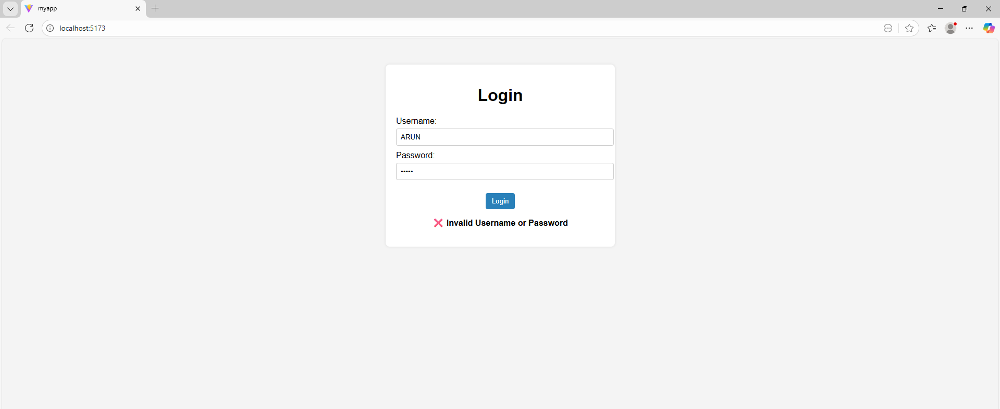 myapp
localhost:5173
Login
Username:
ARUN
Password:
•••••
Login
❌ Invalid Username or Password